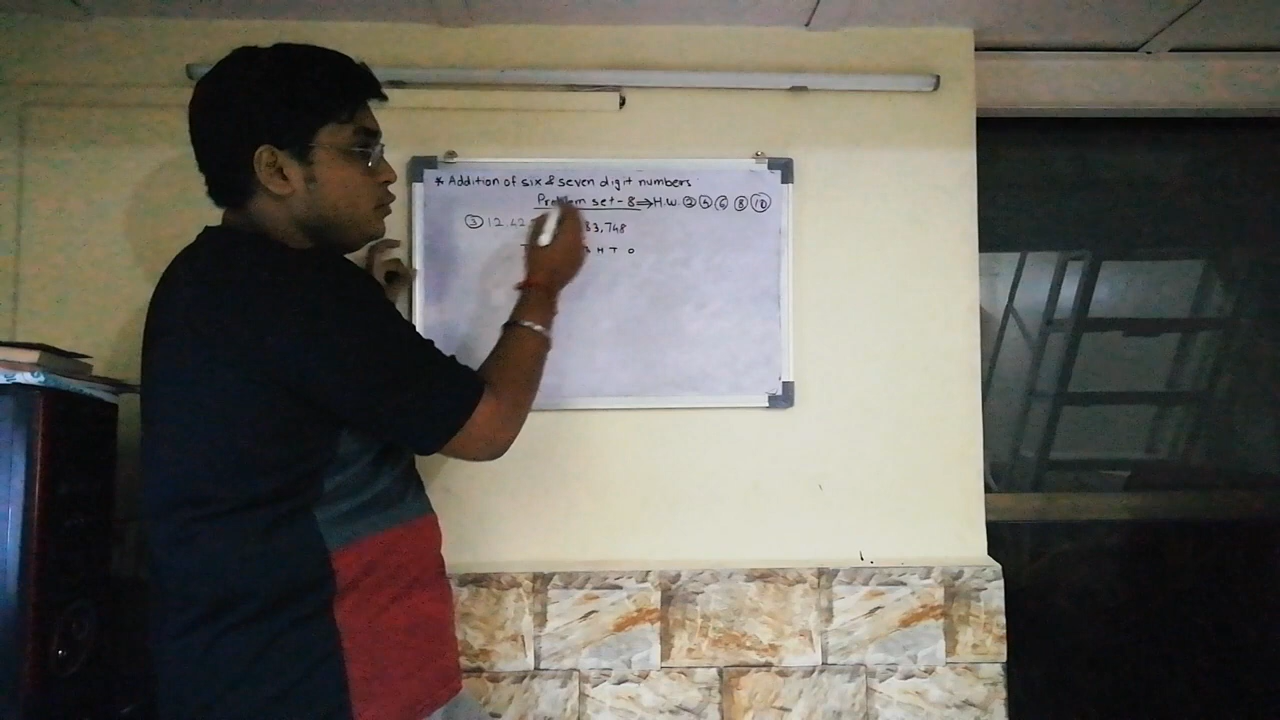 * Addition of six & seven digit numbers
Problem set - 8 ⇒ H.W. ② ④ ⑥ ⑧ ⑩
③ 12,42 83,748
H T O